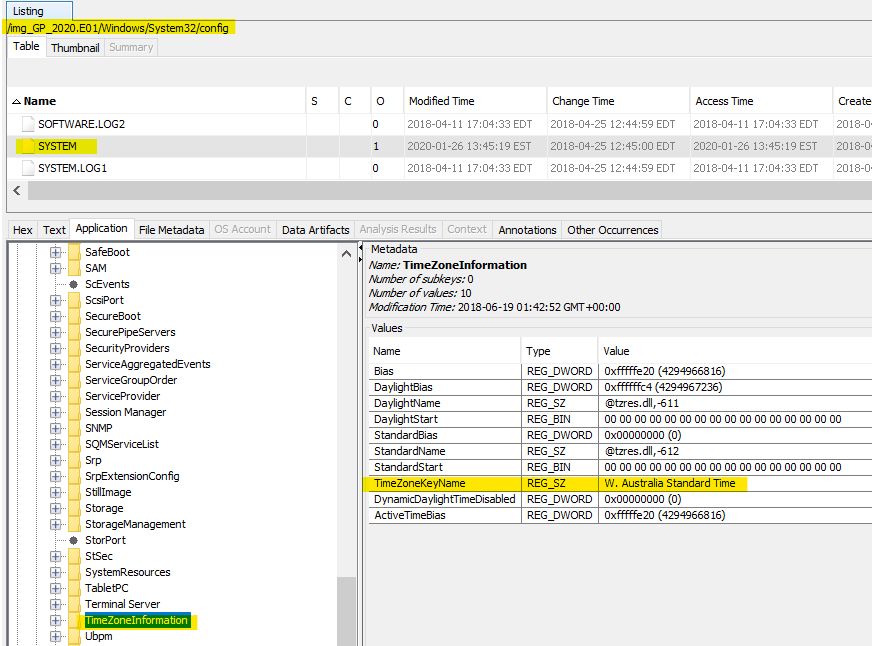 Listing
/img_GP_2020.E01/Windows/System32/config
Table Thumbnail Summary
Name S C O Modified Time Change Time Access Time Create
SOFTWARE.LOG2 0 2018-04-11 17:04:33 EDT 2018-04-25 12:44:59 EDT 2018-04-11 17:04:33 EDT 2018-0
SYSTEM 1 2020-01-26 13:45:19 EST 2018-04-25 12:45:00 EDT 2020-01-26 13:45:19 EST 2018-0
SYSTEM.LOG1 0 2018-04-11 17:04:33 EDT 2018-04-25 12:44:59 EDT 2018-04-11 17:04:33 EDT 2018-0
Hex Text Application File Metadata OS Account Data Artifacts Analysis Results Context Annotations Other Occurrences
SafeBoot
SAM
ScEvents
ScsiPort
SecureBoot
SecurePipeServers
SecurityProviders
ServiceAggregatedEvents
ServiceGroupOrder
ServiceProvider
Session Manager
SNMP
SQMServiceList
Srp
SrpExtensionConfig
StillImage
Storage
StorageManagement
StorPort
StSec
SystemResources
TabletPC
Terminal Server
TimeZoneInformation
Ubpm
Metadata
Name: TimeZoneInformation
Number of subkeys: 0
Number of values: 10
Modification Time: 2018-06-19 01:42:52 GMT+00:00
Values
Name Type Value
Bias REG_DWORD 0xfffffe20 (4294966816)
DaylightBias REG_DWORD 0xffffffc4 (4294967236)
DaylightName REG_SZ @tzres.dll,-611
DaylightStart REG_BIN 00 00 00 00 00 00 00 00 00 00 00 00 00 00 00 00
StandardBias REG_DWORD 0x00000000 (0)
StandardName REG_SZ @tzres.dll,-612
StandardStart REG_BIN 00 00 00 00 00 00 00 00 00 00 00 00 00 00 00 00
TimeZoneKeyName REG_SZ W. Australia Standard Time
DynamicDaylightTimeDisabled REG_DWORD 0x00000000 (0)
ActiveTimeBias REG_DWORD 0xfffffe20 (4294966816)